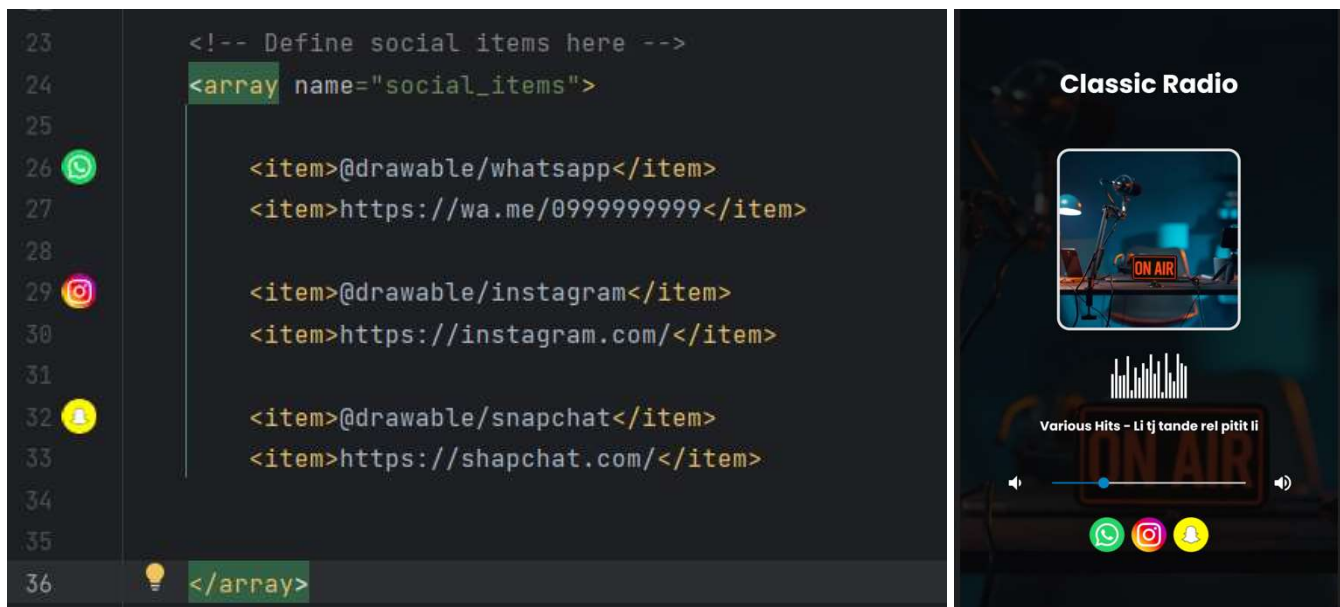 23 <!-- Define social items here -->
24 <array name="social_items">
25
26 <item>@drawable/whatsapp</item>
27 <item>https://wa.me/0999999999</item>
28
29 <item>@drawable/instagram</item>
30 <item>https://instagram.com/</item>
31
32 <item>@drawable/snapchat</item>
33 <item>https://shapchat.com/</item>
34
35
36 </array>
Classic Radio
ON AIR
Various Hits - Li tj tande rel pitit li
ON AIR